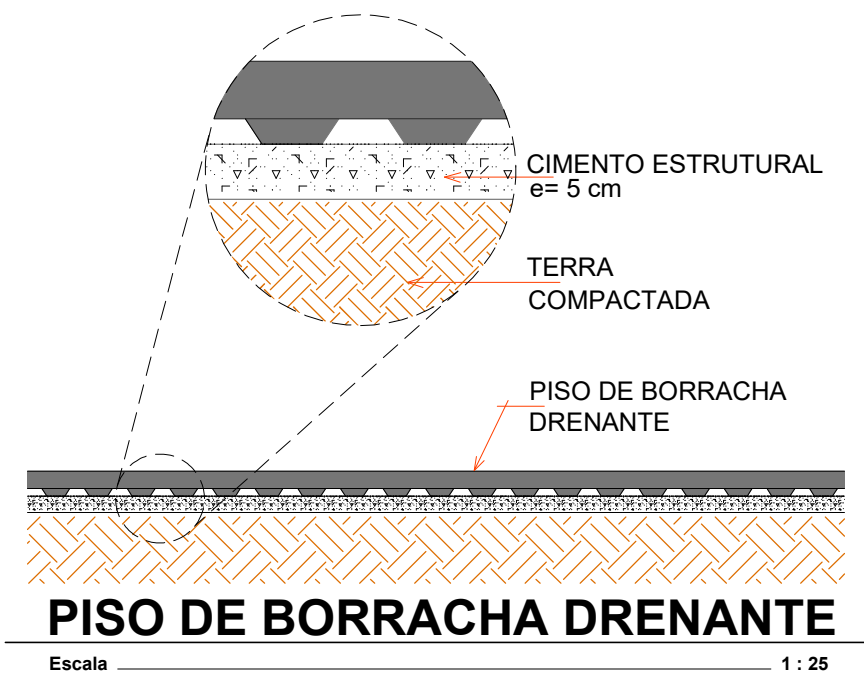 CIMENTO ESTRUTURAL
e= 5 cm
TERRA
COMPACTADA
PISO DE BORRACHA
DRENANTE
PISO DE BORRACHA DRENANTE
Escala 1 : 25